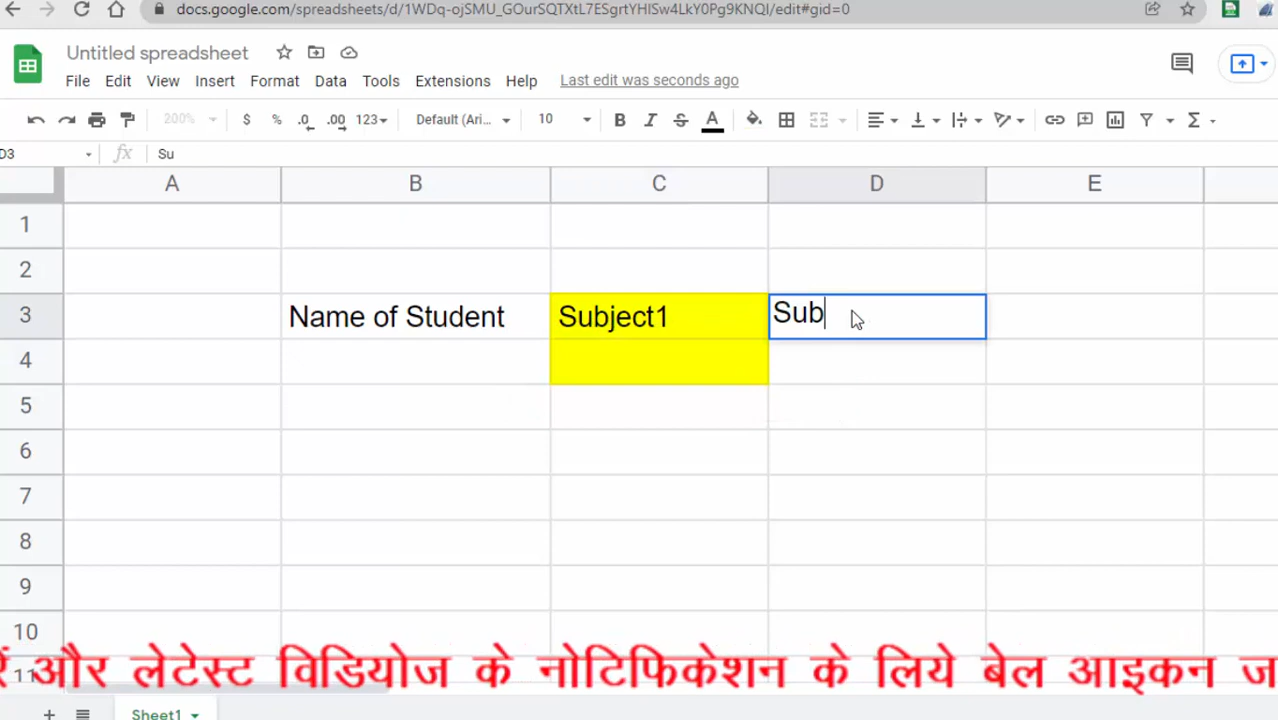 docs.google.com/spreadsheets/d/1WDq-ojSMU_GOurSQTXtL7ESgrtYHISw4LkY0Pg9KNQI/edit#gid=0
Untitled spreadsheet
File Edit View Insert Format Data Tools Extensions Help Last edit was seconds ago
200% $ % .0 .00 123 Default (Ari... 10 B I S A
D3 fx Su
A B C D E
1
2
3 Name of Student Subject1 Sub
4
5
6
7
8
9
10
11
और लेटेस्ट विडियोज के नोटिफिकेशन के लिये बेल आइकन
+ Sheet1